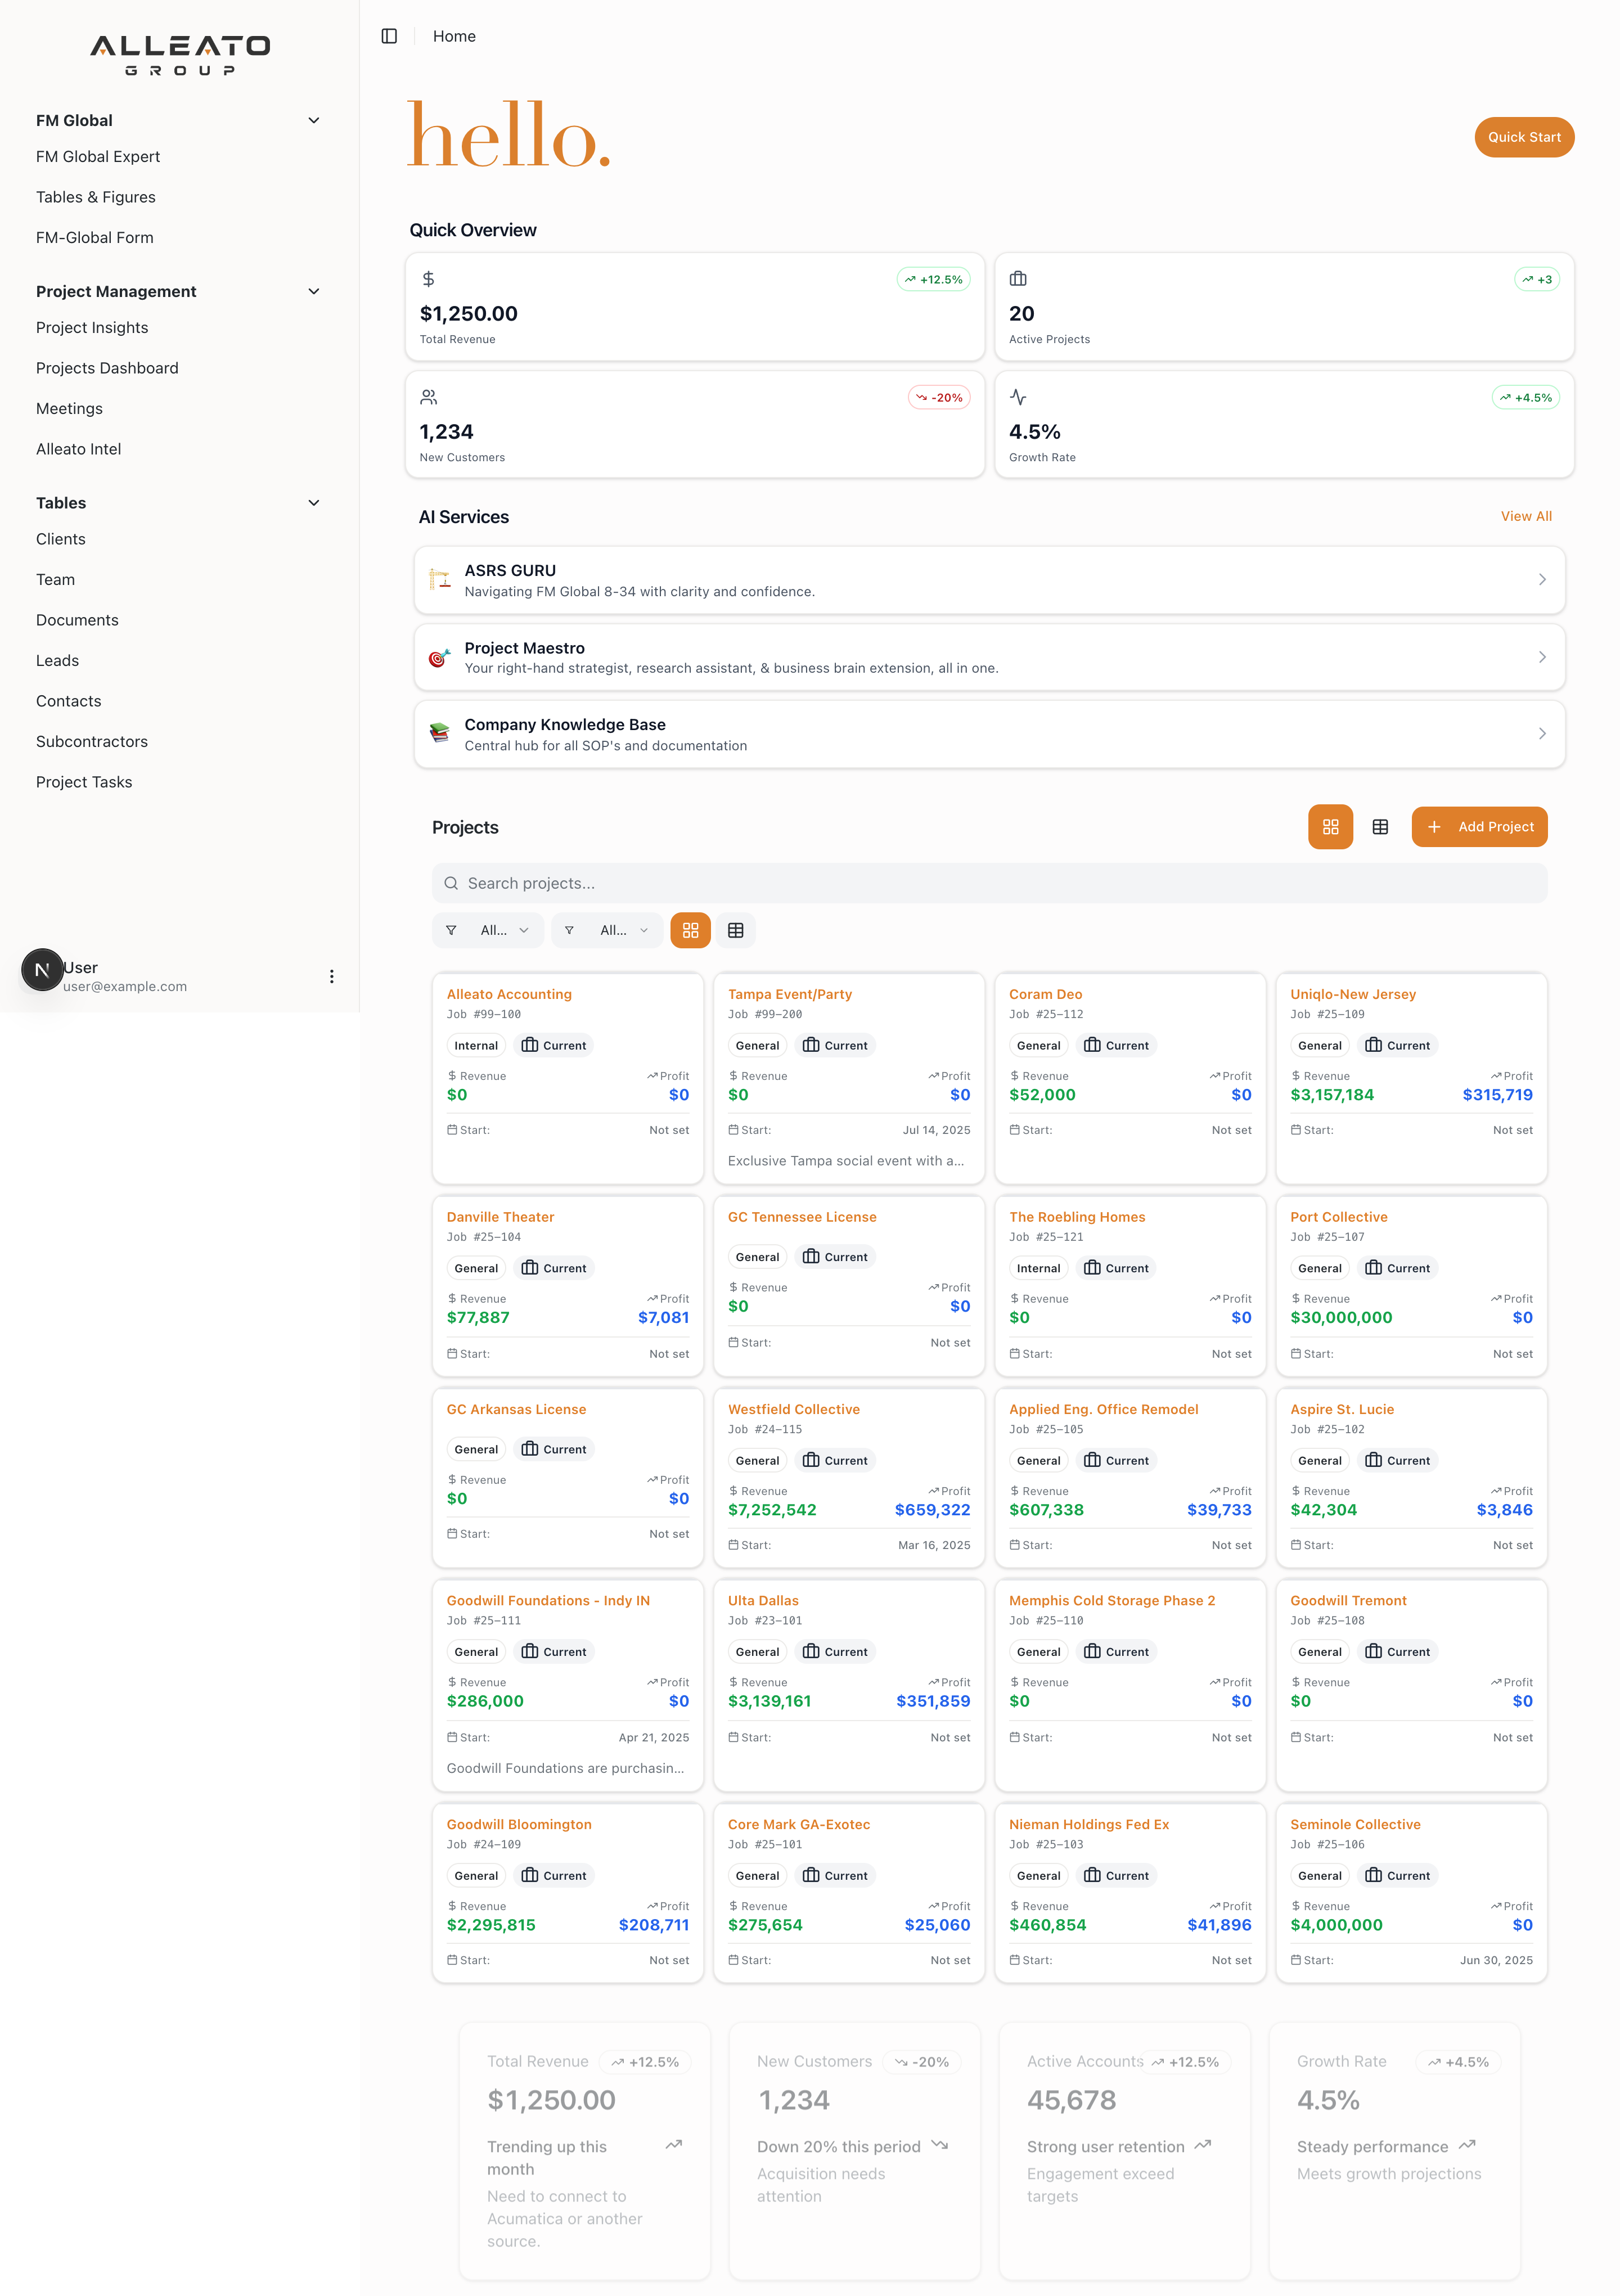 ALLEATO
GROUP
FM Global
FM Global Expert
Tables & Figures
FM-Global Form
Project Management
Project Insights
Projects Dashboard
Meetings
Alleato Intel
Tables
Clients
Team
Documents
Leads
Contacts
Subcontractors
Project Tasks
N
User
user@example.com
Home
hello.
Quick Start
Quick Overview
+12.5%
$1,250.00
Total Revenue
+3
20
Active Projects
-20%
1,234
New Customers
+4.5%
4.5%
Growth Rate
AI Services
View All
ASRS GURU
Navigating FM Global 8-34 with clarity and confidence.
Project Maestro
Your right-hand strategist, research assistant, & business brain extension, all in one.
Company Knowledge Base
Central hub for all SOP's and documentation
Projects
Add Project
Search projects...
All...
All...
Alleato Accounting
Job #99-100
Internal Current
Revenue Profit
$0 $0
Start: Not set
Tampa Event/Party
Job #99-200
General Current
Revenue Profit
$0 $0
Start: Jul 14, 2025
Exclusive Tampa social event with a...
Coram Deo
Job #25-112
General Current
Revenue Profit
$52,000 $0
Start: Not set
Uniqlo-New Jersey
Job #25-109
General Current
Revenue Profit
$3,157,184 $315,719
Start: Not set
Danville Theater
Job #25-104
General Current
Revenue Profit
$77,887 $7,081
Start: Not set
GC Tennessee License
General Current
Revenue Profit
$0 $0
Start: Not set
The Roebling Homes
Job #25-121
Internal Current
Revenue Profit
$0 $0
Start: Not set
Port Collective
Job #25-107
General Current
Revenue Profit
$30,000,000 $0
Start: Not set
GC Arkansas License
General Current
Revenue Profit
$0 $0
Start: Not set
Westfield Collective
Job #24-115
General Current
Revenue Profit
$7,252,542 $659,322
Start: Mar 16, 2025
Applied Eng. Office Remodel
Job #25-105
General Current
Revenue Profit
$607,338 $39,733
Start: Not set
Aspire St. Lucie
Job #25-102
General Current
Revenue Profit
$42,304 $3,846
Start: Not set
Goodwill Foundations - Indy IN
Job #25-111
General Current
Revenue Profit
$286,000 $0
Start: Apr 21, 2025
Goodwill Foundations are purchasin...
Ulta Dallas
Job #23-101
General Current
Revenue Profit
$3,139,161 $351,859
Start: Not set
Memphis Cold Storage Phase 2
Job #25-110
General Current
Revenue Profit
$0 $0
Start: Not set
Goodwill Tremont
Job #25-108
General Current
Revenue Profit
$0 $0
Start: Not set
Goodwill Bloomington
Job #24-109
General Current
Revenue Profit
$2,295,815 $208,711
Start: Not set
Core Mark GA-Exotec
Job #25-101
General Current
Revenue Profit
$275,654 $25,060
Start: Not set
Nieman Holdings Fed Ex
Job #25-103
General Current
Revenue Profit
$460,854 $41,896
Start: Not set
Seminole Collective
Job #25-106
General Current
Revenue Profit
$4,000,000 $0
Start: Jun 30, 2025
Total Revenue +12.5%
$1,250.00
Trending up this
month
Need to connect to
Acumatica or another
source.
New Customers -20%
1,234
Down 20% this period
Acquisition needs
attention
Active Accounts +12.5%
45,678
Strong user retention
Engagement exceed
targets
Growth Rate +4.5%
4.5%
Steady performance
Meets growth projections